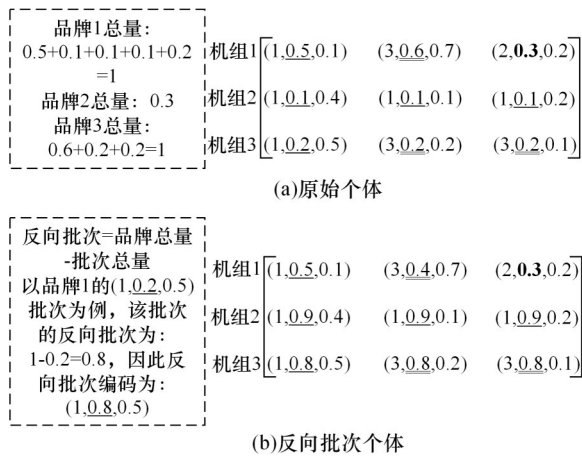 品牌1总量：
0.5+0.1+0.1+0.1+0.2
=1
品牌2总量：0.3
品牌3总量：
0.6+0.2+0.2=1
机组1 (1,0.5,0.1) (3,0.6,0.7) (2,0.3,0.2)
机组2 (1,0.1,0.4) (1,0.1,0.1) (1,0.1,0.2)
机组3 (1,0.2,0.5) (3,0.2,0.2) (3,0.2,0.1)
(a)原始个体
反向批次=品牌总量
-批次总量
以品牌1的(1,0.2,0.5)
批次为例，该批次
的反向批次为：
1-0.2=0.8，因此反
向批次编码为：
(1,0.8,0.5)
机组1 (1,0.5,0.1) (3,0.4,0.7) (2,0.3,0.2)
机组2 (1,0.9,0.4) (1,0.9,0.1) (1,0.9,0.2)
机组3 (1,0.8,0.5) (3,0.8,0.2) (3,0.8,0.1)
(b)反向批次个体